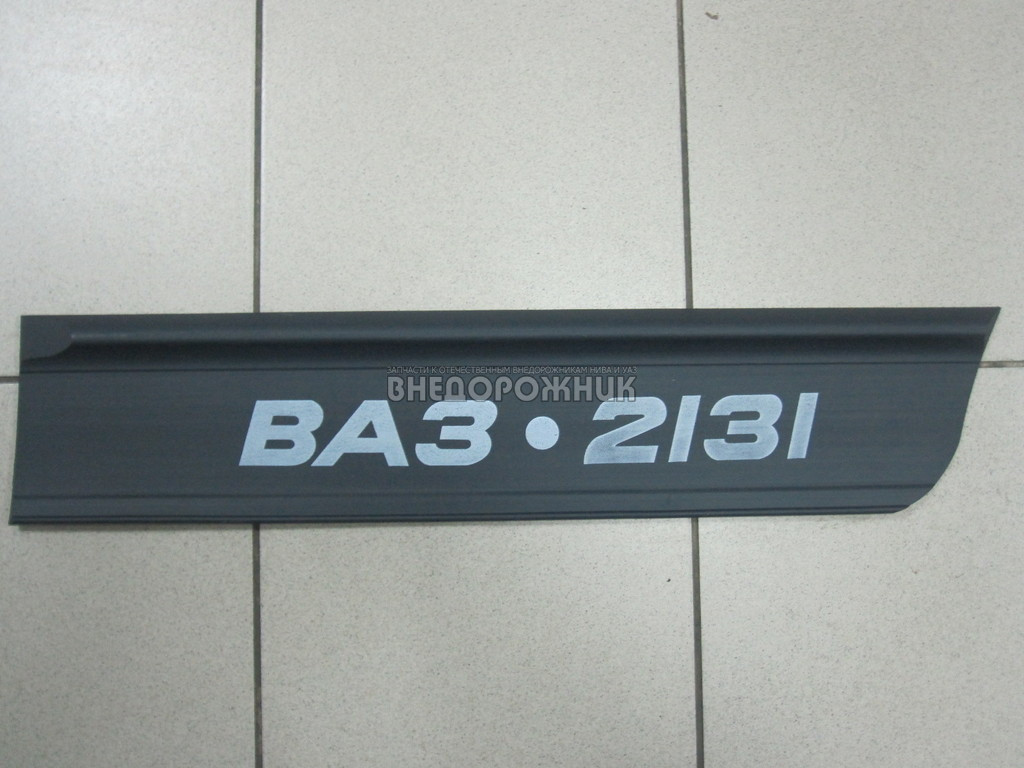 ЗАПЧАСТИ К ОТЕЧЕСТВЕННЫМ ВНЕДОРОЖНИКАМ НИВА И УАЗ
ВНЕДОРОЖНИК
ВАЗ • 2131